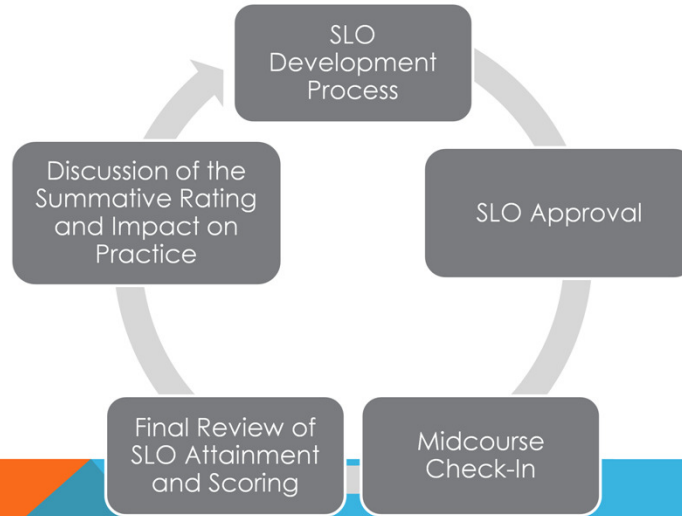 SLO
Development
Process
SLO Approval
Midcourse
Check-In
Final Review of
SLO Attainment
and Scoring
Discussion of the
Summative Rating
and Impact on
Practice